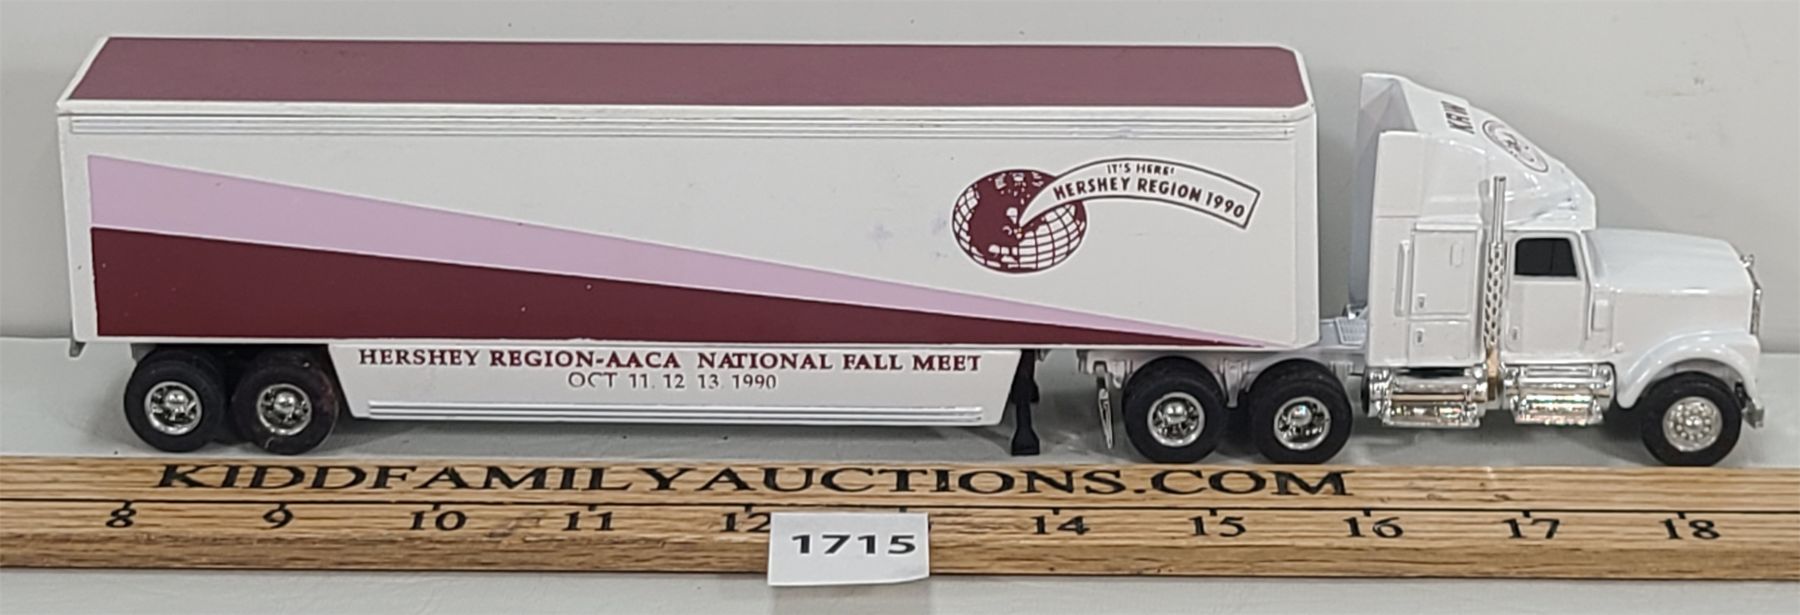 IT'S HERE!
HERSHEY REGION 1990
HERSHEY REGION-AACA NATIONAL FALL MEET
OCT 11. 12 13 1990
KIDDFAMILYAUCTIONS.COM
8 9 10 11 12 14 15 16 17 18
1715